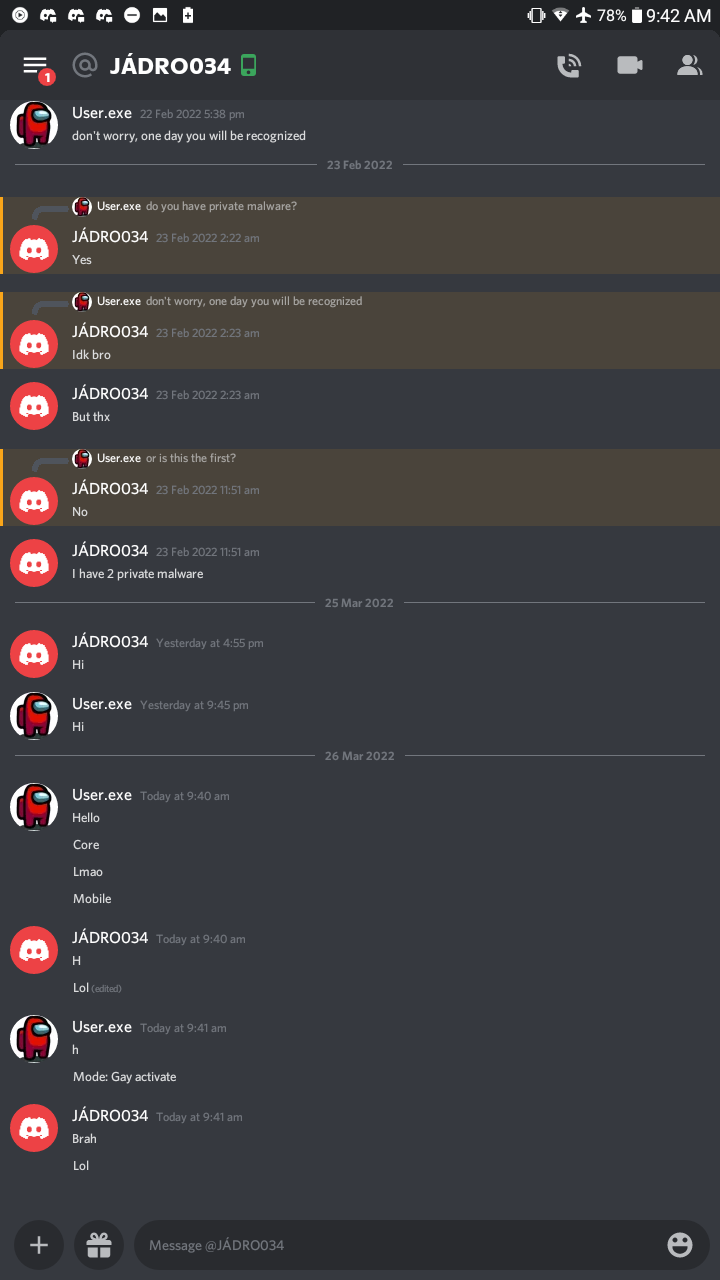 78% 9:42 AM
1 @ JÁDRO034
User.exe 22 Feb 2022 5:38 pm
don't worry, one day you will be recognized
23 Feb 2022
User.exe do you have private malware?
JÁDRO034 23 Feb 2022 2:22 am
Yes
User.exe don't worry, one day you will be recognized
JÁDRO034 23 Feb 2022 2:23 am
Idk bro
JÁDRO034 23 Feb 2022 2:23 am
But thx
User.exe or is this the first?
JÁDRO034 23 Feb 2022 11:51 am
No
JÁDRO034 23 Feb 2022 11:51 am
I have 2 private malware
25 Mar 2022
JÁDRO034 Yesterday at 4:55 pm
Hi
User.exe Yesterday at 9:45 pm
Hi
26 Mar 2022
User.exe Today at 9:40 am
Hello
Core
Lmao
Mobile
JÁDRO034 Today at 9:40 am
H
Lol (edited)
User.exe Today at 9:41 am
h
Mode: Gay activate
JÁDRO034 Today at 9:41 am
Brah
Lol
Message @JÁDRO034